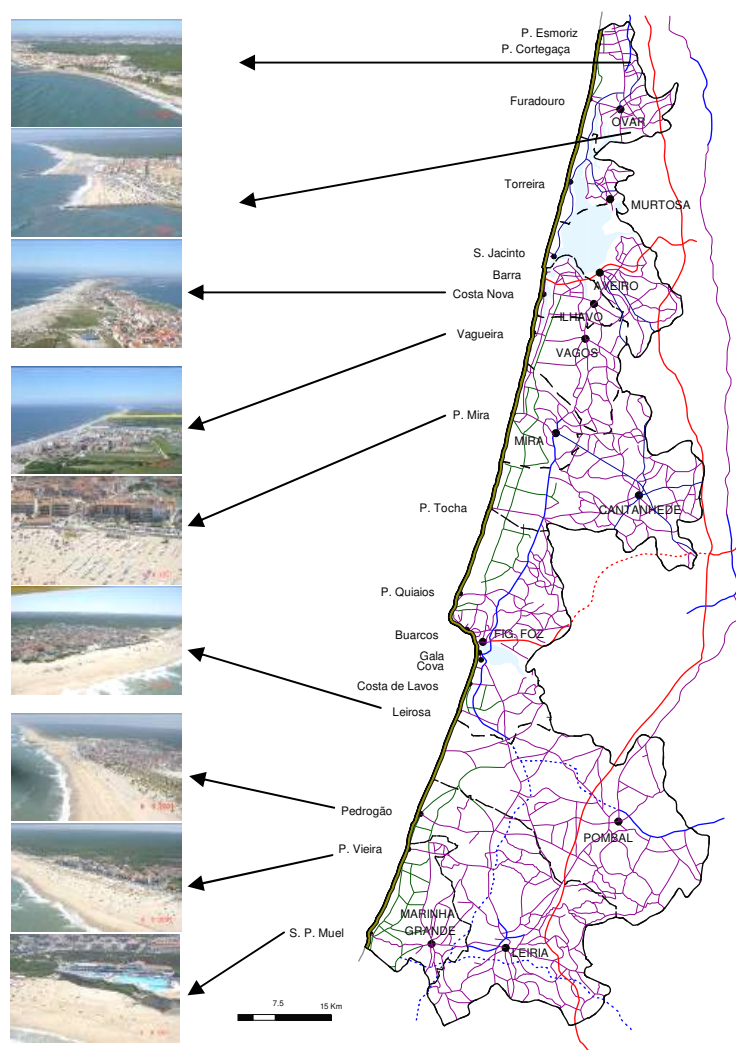 P. Esmoriz
P. Cortegaça
Furadouro
OVAR
Torreira
MURTOSA
S. Jacinto
Barra
AVEIRO
Costa Nova
ILHAVO
Vagueira
VAGOS
P. Mira
MIRA
P. Tocha
CANTANHEDE
P. Quiaios
Buarcos
FIG. FOZ
Gala
Cova
Costa de Lavos
Leirosa
Pedrogão
POMBAL
P. Vieira
MARINHA
GRANDE
S. P. Muel
LEIRIA
7.5
15 Km